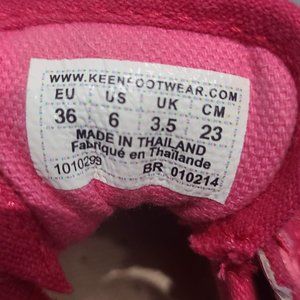 WWW.KEENFOOTWEAR.COM
EU US UK CM
36 6 3.5 23
MADE IN THAILAND
Fabriqué en Thaïlande
1010299 BR 010214